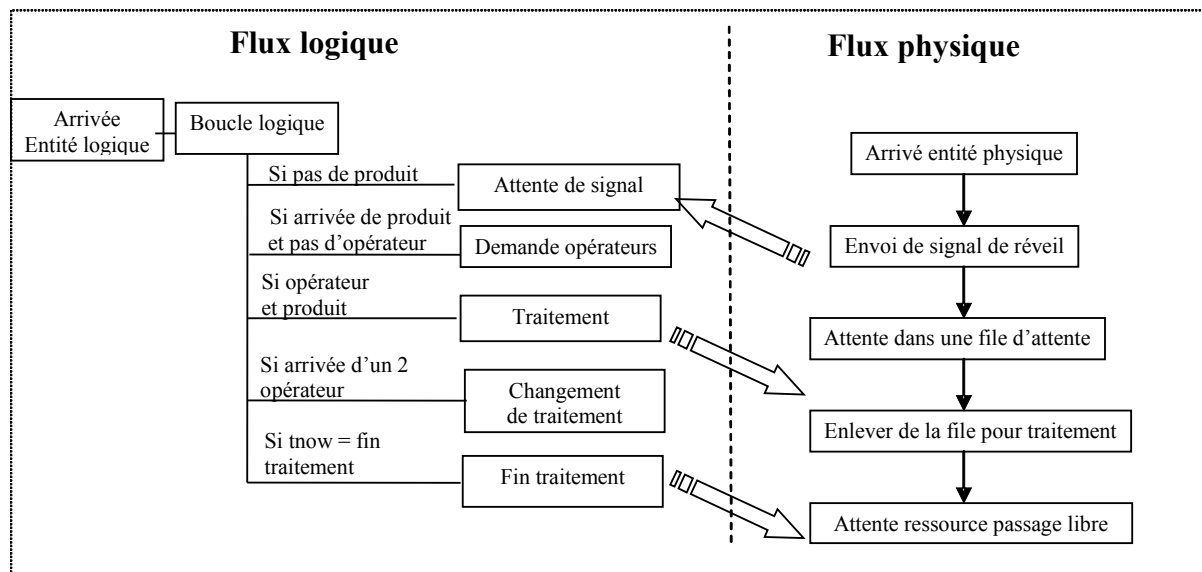 Flux logique
Arrivée
Entité logique
Boucle logique
Si pas de produit
Attente de signal
Si arrivée de produit
et pas d’opérateur
Demande opérateurs
Si opérateur
et produit
Traitement
Si arrivée d’un 2
opérateur
Changement
de traitement
Si tnow = fin
traitement
Fin traitement
Flux physique
Arrivé entité physique
Envoi de signal de réveil
Attente dans une file d’attente
Enlever de la file pour traitement
Attente ressource passage libre